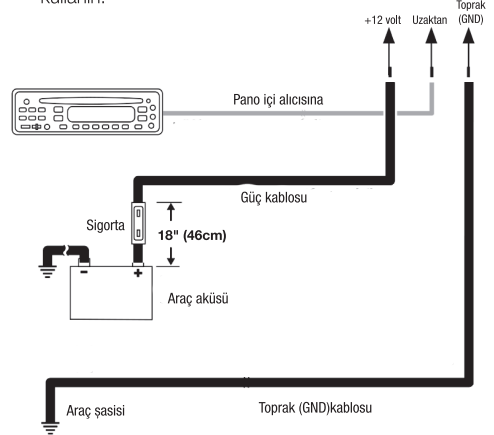 Kullanın.
+12 volt
Uzaktan
Toprak
(GND)
Pano içi alıcısına
Güç kablosu
Sigorta
18" (46cm)
Araç aküsü
Araç şasisi
Toprak (GND)kablosu